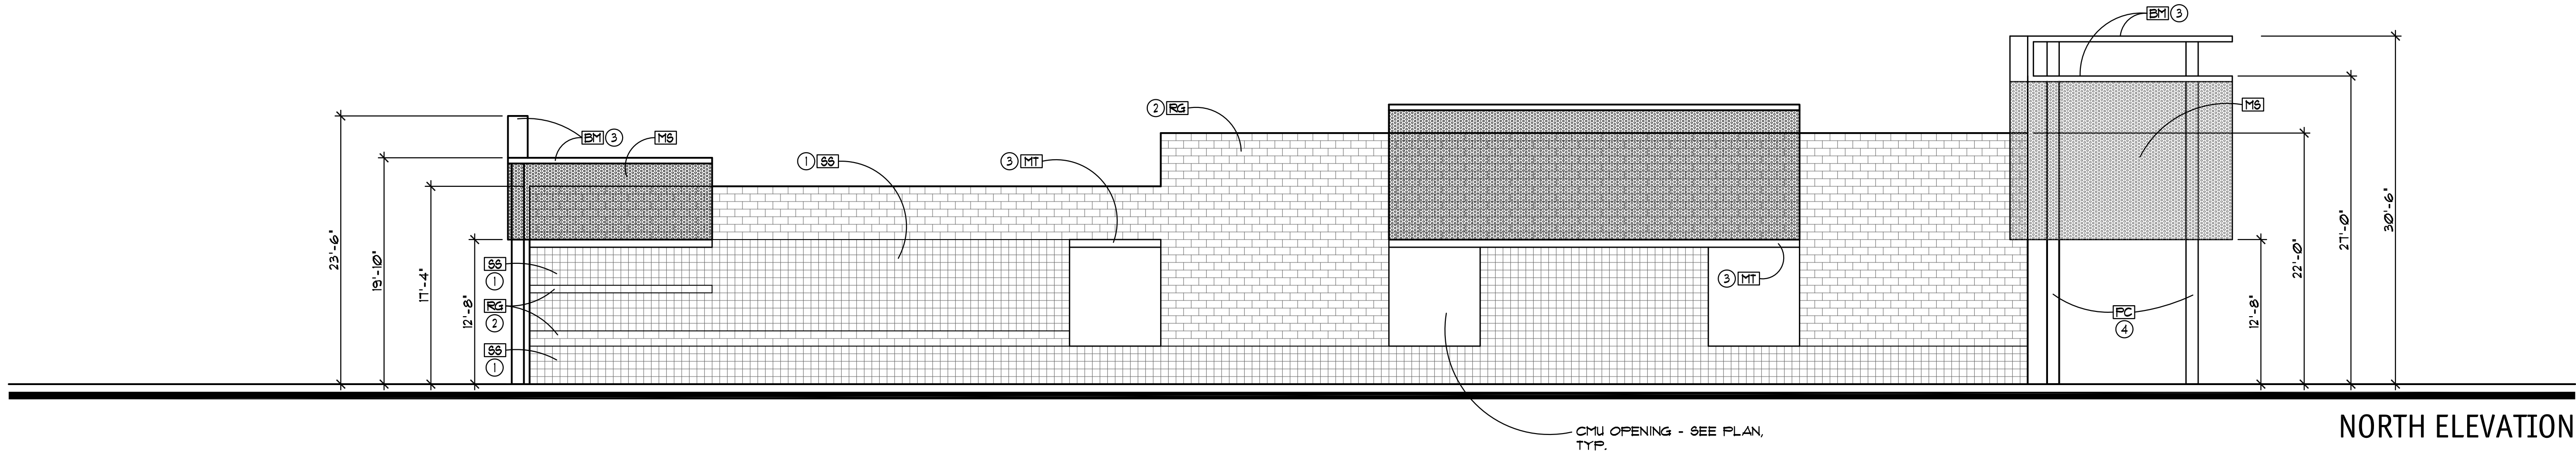 BM 3
MS
2 RG
BM 3
MS
1 SS
3 MT
23'-6"
19'-10"
17'-4"
12'-8"
SS
1
RG
2
SS
1
3 MT
PC
4
12'-8"
22'-0"
27'-0"
30'-6"
CMU OPENING - SEE PLAN,
TYP.
NORTH ELEVATION